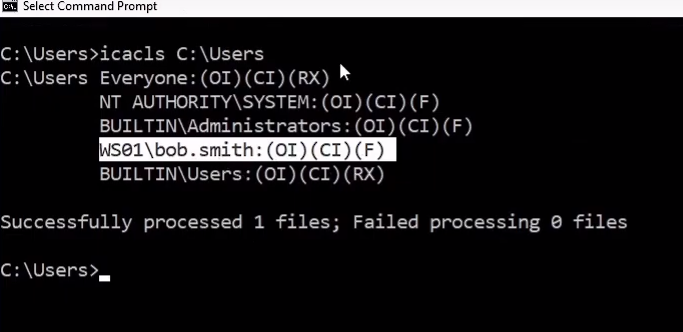 Select Command Prompt
C:\Users>icacls C:\Users
C:\Users Everyone:(OI)(CI)(RX)
NT AUTHORITY\SYSTEM:(OI)(CI)(F)
BUILTIN\Administrators:(OI)(CI)(F)
WS01\bob.smith:(OI)(CI)(F)
BUILTIN\Users:(OI)(CI)(RX)
Successfully processed 1 files; Failed processing 0 files
C:\Users>